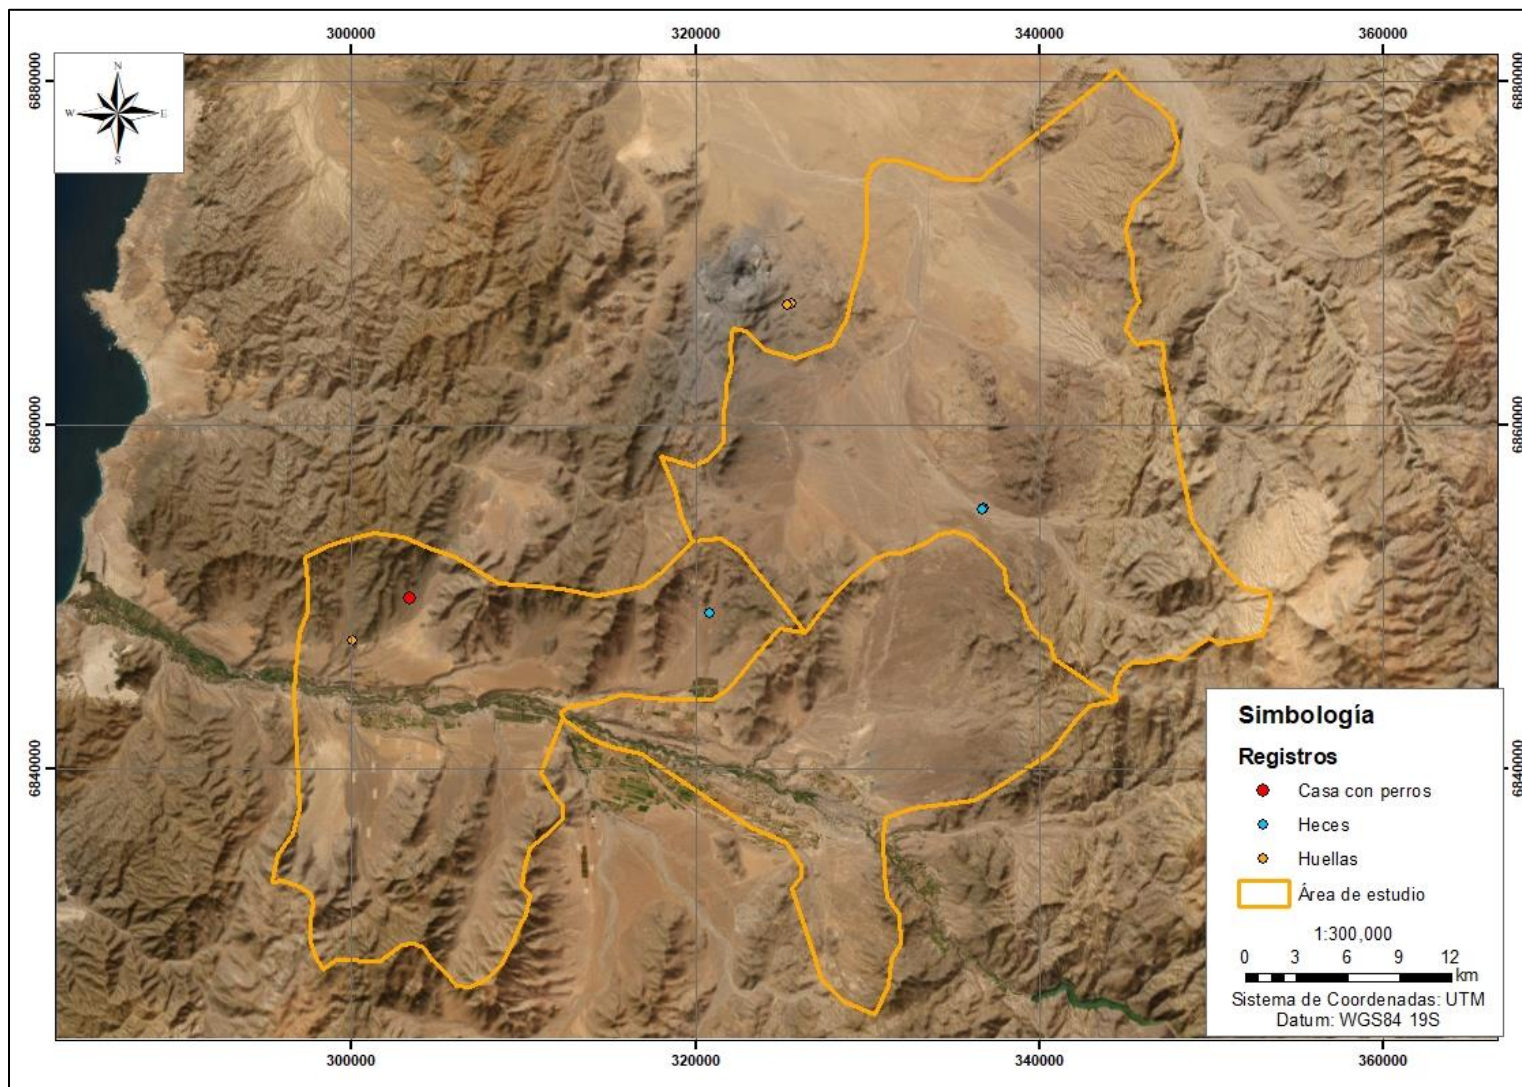 300000 320000 340000 360000
6880000 6880000
N
W E
S
6860000 6860000
6840000 6840000
Simbología
Registros
Casa con perros
Heces
Huellas
Área de estudio
1:300,000
0 3 6 9 12
km
Sistema de Coordenadas: UTM
Datum: WGS84 19S
300000 320000 340000 360000